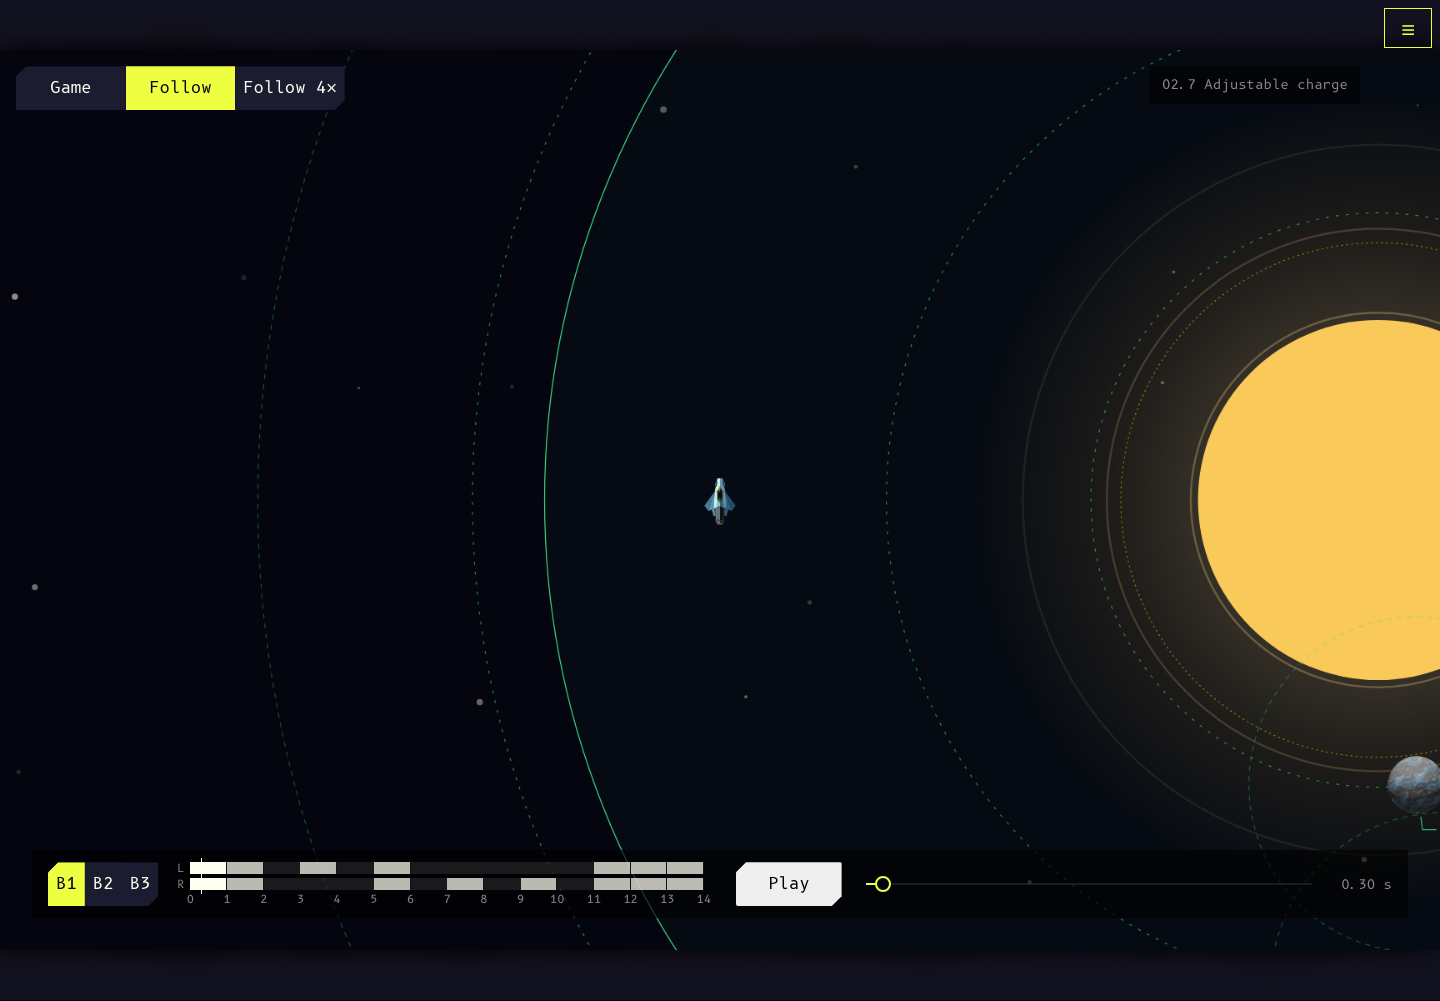 ≡
Game Follow Follow 4×
02.7 Adjustable charge
B1 B2 B3
L
R
0 1 2 3 4 5 6 7 8 9 10 11 12 13 14
Play
0.30 s